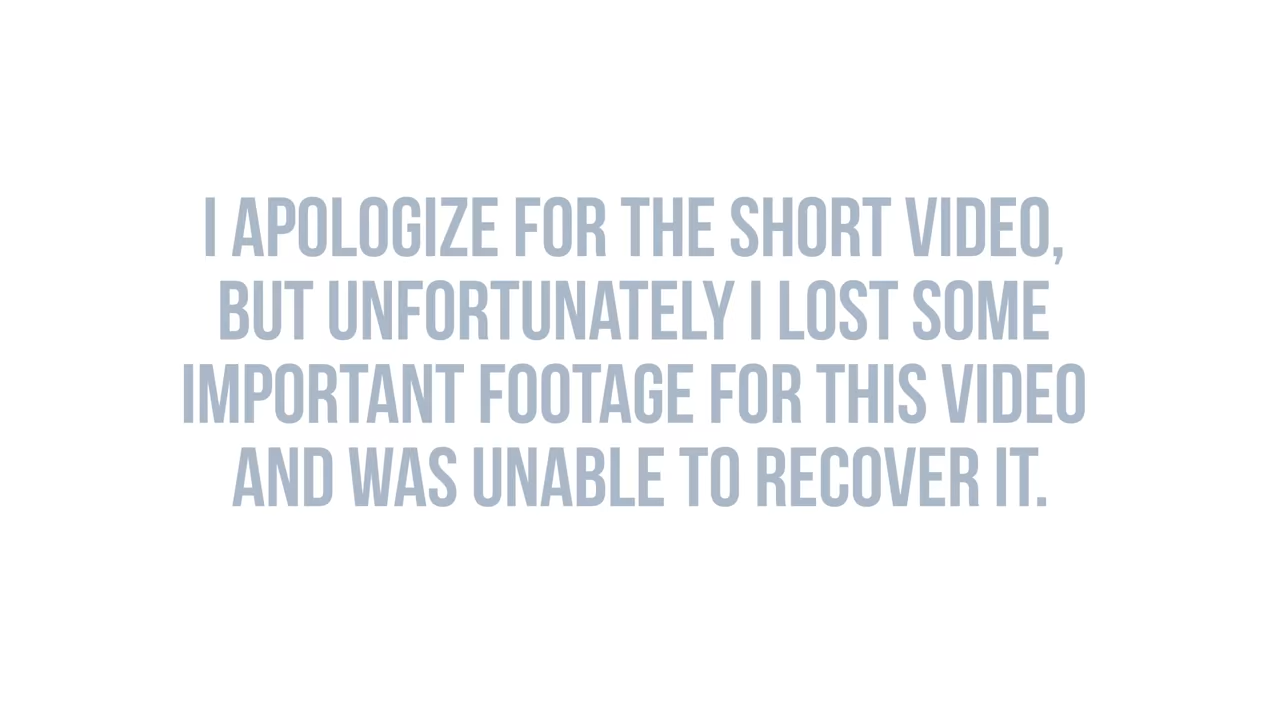 I APOLOGIZE FOR THE SHORT VIDEO,
BUT UNFORTUNATELY I LOST SOME
IMPORTANT FOOTAGE FOR THIS VIDEO
AND WAS UNABLE TO RECOVER IT.